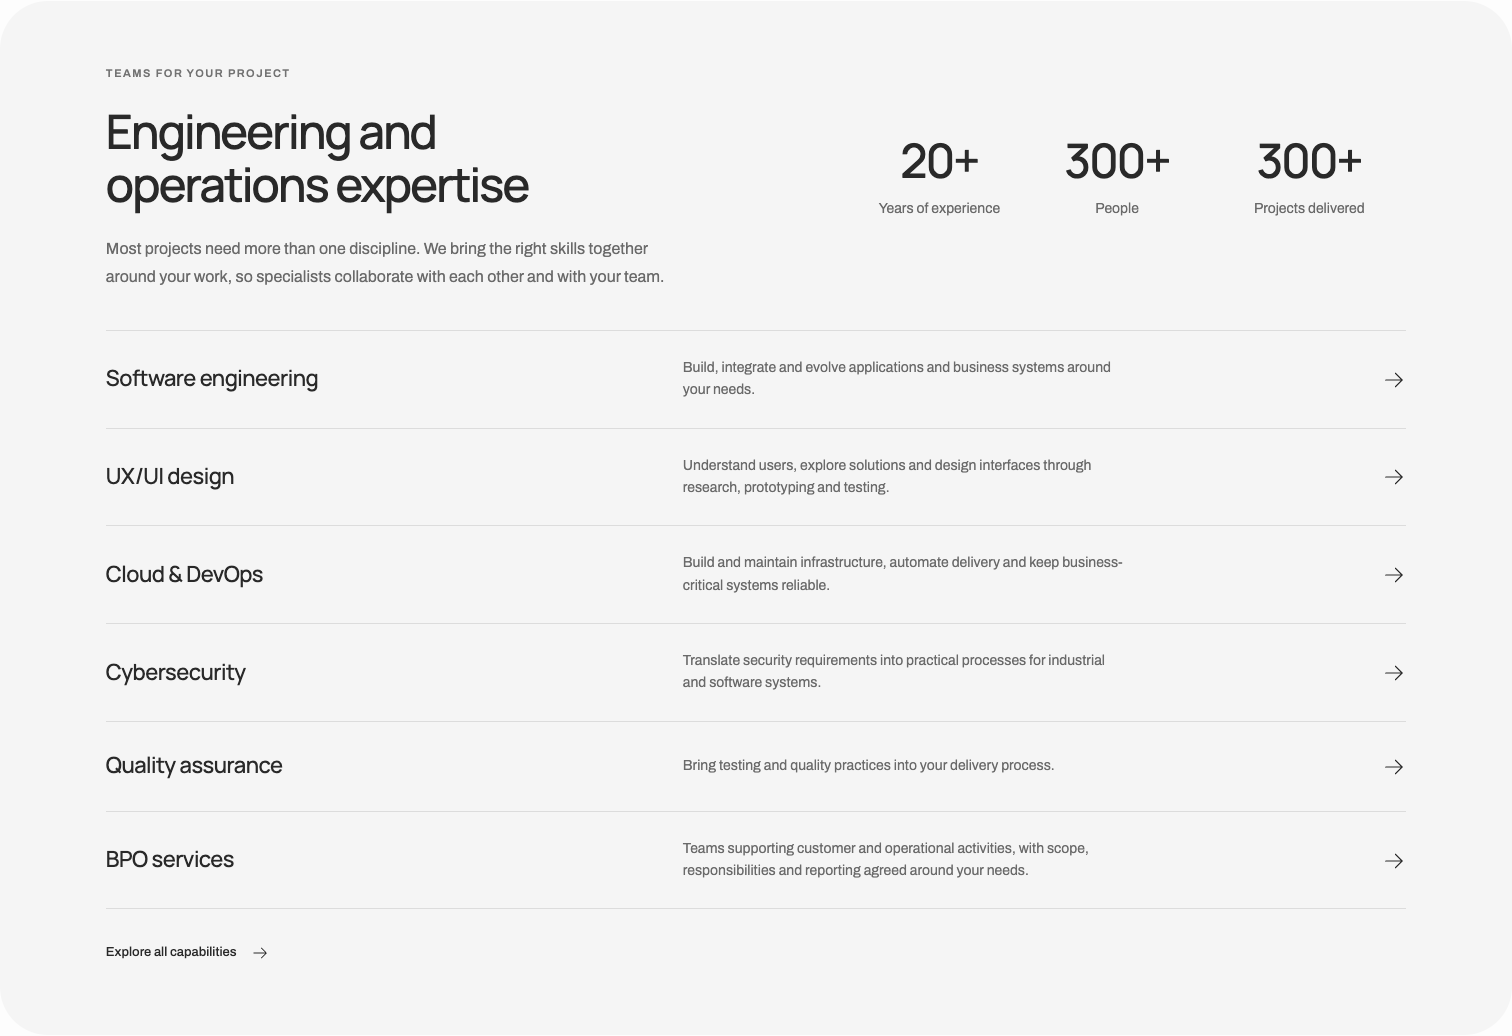 TEAMS FOR YOUR PROJECT
Engineering and
operations expertise
Most projects need more than one discipline. We bring the right skills together
around your work, so specialists collaborate with each other and with your team.
20+
Years of experience
300+
People
300+
Projects delivered
Software engineering
Build, integrate and evolve applications and business systems around
your needs.
UX/UI design
Understand users, explore solutions and design interfaces through
research, prototyping and testing.
Cloud & DevOps
Build and maintain infrastructure, automate delivery and keep business-
critical systems reliable.
Cybersecurity
Translate security requirements into practical processes for industrial
and software systems.
Quality assurance
Bring testing and quality practices into your delivery process.
BPO services
Teams supporting customer and operational activities, with scope,
responsibilities and reporting agreed around your needs.
Explore all capabilities